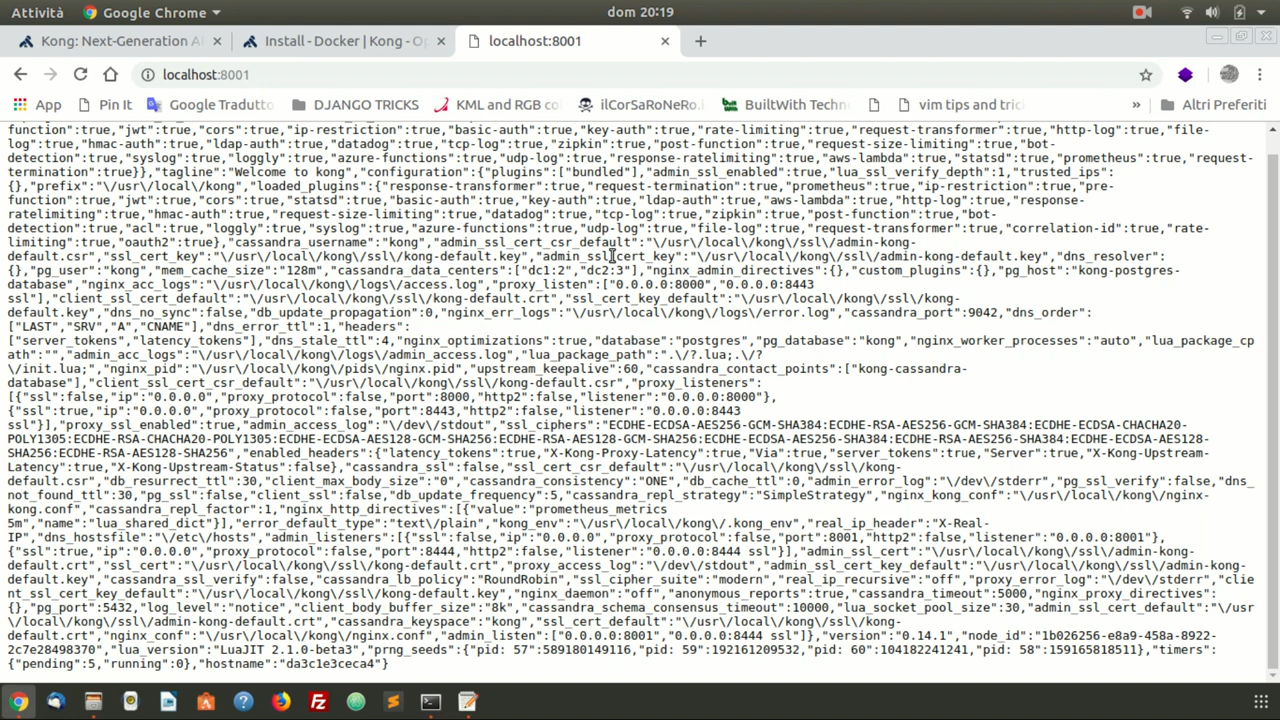 Attività
Google Chrome
dom 20:19
Kong: Next-Generation A
Install - Docker | Kong - Op
localhost:8001
localhost:8001
App
Pin It
Google Tradutto
DJANGO TRICKS
KML and RGB co
ilCorSaRoNeRo.i
BuiltWith Techn
vim tips and tric
»
Altri Preferiti
function":true,"jwt":true,"cors":true,"ip-restriction":true,"basic-auth":true,"key-auth":true,"rate-limiting":true,"request-transformer":true,"http-log":true,"file-
log":true,"hmac-auth":true,"ldap-auth":true,"datadog":true,"tcp-log":true,"zipkin":true,"post-function":true,"request-size-limiting":true,"bot-
detection":true,"syslog":true,"loggly":true,"azure-functions":true,"udp-log":true,"response-ratelimiting":true,"aws-lambda":true,"statsd":true,"prometheus":true,"request-
termination":true}},"tagline":"Welcome to kong","configuration":{"plugins":["bundled"],"admin_ssl_enabled":true,"lua_ssl_verify_depth":1,"trusted_ips":
{},"prefix":"\/usr\/local\/kong","loaded_plugins":{"response-transformer":true,"request-termination":true,"prometheus":true,"ip-restriction":true,"pre-
function":true,"jwt":true,"cors":true,"statsd":true,"basic-auth":true,"key-auth":true,"ldap-auth":true,"aws-lambda":true,"http-log":true,"response-
ratelimiting":true,"hmac-auth":true,"request-size-limiting":true,"datadog":true,"tcp-log":true,"zipkin":true,"post-function":true,"bot-
detection":true,"acl":true,"loggly":true,"syslog":true,"azure-functions":true,"udp-log":true,"file-log":true,"request-transformer":true,"correlation-id":true,"rate-
limiting":true,"oauth2":true},"cassandra_username":"kong","admin_ssl_cert_csr_default":"\/usr\/local\/kong\/ssl\/admin-kong-
default.csr","ssl_cert_key":"\/usr\/local\/kong\/ssl\/kong-default.key","admin_ssl_cert_key":"\/usr\/local\/kong\/ssl\/admin-kong-default.key","dns_resolver":
{},"pg_user":"kong","mem_cache_size":"128m","cassandra_data_centers":["dc1:2","dc2:3"],"nginx_admin_directives":{},"custom_plugins":{},"pg_host":"kong-postgres-
database","nginx_acc_logs":"\/usr\/local\/kong\/logs\/access.log","proxy_listen":["0.0.0.0:8000","0.0.0.0:8443
ssl"],"client_ssl_cert_default":"\/usr\/local\/kong\/ssl\/kong-default.crt","ssl_cert_key_default":"\/usr\/local\/kong\/ssl\/kong-
default.key","dns_no_sync":false,"db_update_propagation":0,"nginx_err_logs":"\/usr\/local\/kong\/logs\/error.log","cassandra_port":9042,"dns_order":
["LAST","SRV","A","CNAME"],"dns_error_ttl":1,"headers":
["server_tokens","latency_tokens"],"dns_stale_ttl":4,"nginx_optimizations":true,"database":"postgres","pg_database":"kong","nginx_worker_processes":"auto","lua_package_cp
ath":"","admin_acc_logs":"\/usr\/local\/kong\/logs\/admin_access.log","lua_package_path":".\/?.lua;.\/?
\/init.lua;","nginx_pid":"\/usr\/local\/kong\/pids\/nginx.pid","upstream_keepalive":60,"cassandra_contact_points":["kong-cassandra-
database"],"client_ssl_cert_csr_default":"\/usr\/local\/kong\/ssl\/kong-default.csr","proxy_listeners":
[{"ssl":false,"ip":"0.0.0.0","proxy_protocol":false,"port":8000,"http2":false,"listener":"0.0.0.0:8000"},
{"ssl":true,"ip":"0.0.0.0","proxy_protocol":false,"port":8443,"http2":false,"listener":"0.0.0.0:8443
ssl"}],"proxy_ssl_enabled":true,"admin_access_log":"\/dev\/stdout","ssl_ciphers":"ECDHE-ECDSA-AES256-GCM-SHA384:ECDHE-RSA-AES256-GCM-SHA384:ECDHE-ECDSA-CHACHA20-
POLY1305:ECDHE-RSA-CHACHA20-POLY1305:ECDHE-ECDSA-AES128-GCM-SHA256:ECDHE-RSA-AES128-GCM-SHA256:ECDHE-ECDSA-AES256-SHA384:ECDHE-RSA-AES256-SHA384:ECDHE-ECDSA-AES128-
SHA256:ECDHE-RSA-AES128-SHA256","enabled_headers":{"latency_tokens":true,"X-Kong-Proxy-Latency":true,"Via":true,"server_tokens":true,"Server":true,"X-Kong-Upstream-
Latency":true,"X-Kong-Upstream-Status":false},"cassandra_ssl":false,"ssl_cert_csr_default":"\/usr\/local\/kong\/ssl\/kong-
default.csr","db_resurrect_ttl":30,"client_max_body_size":"0","cassandra_consistency":"ONE","db_cache_ttl":0,"admin_error_log":"\/dev\/stderr","pg_ssl_verify":false,"dns_
not_found_ttl":30,"pg_ssl":false,"client_ssl":false,"db_update_frequency":5,"cassandra_repl_strategy":"SimpleStrategy","nginx_kong_conf":"\/usr\/local\/kong\/nginx-
kong.conf","cassandra_repl_factor":1,"nginx_http_directives":[{"value":"prometheus_metrics
5m","name":"lua_shared_dict"}],"error_default_type":"text\/plain","kong_env":"\/usr\/local\/kong\/.kong_env","real_ip_header":"X-Real-
IP","dns_hostsfile":"\/etc\/hosts","admin_listeners":[{"ssl":false,"ip":"0.0.0.0","proxy_protocol":false,"port":8001,"http2":false,"listener":"0.0.0.0:8001"},
{"ssl":true,"ip":"0.0.0.0","proxy_protocol":false,"port":8444,"http2":false,"listener":"0.0.0.0:8444 ssl"}],"admin_ssl_cert":"\/usr\/local\/kong\/ssl\/admin-kong-
default.crt","ssl_cert":"\/usr\/local\/kong\/ssl\/kong-default.crt","proxy_access_log":"\/dev\/stdout","admin_ssl_cert_key_default":"\/usr\/local\/kong\/ssl\/admin-kong-
default.key","cassandra_ssl_verify":false,"cassandra_lb_policy":"RoundRobin","ssl_cipher_suite":"modern","real_ip_recursive":"off","proxy_error_log":"\/dev\/stderr","clie
nt_ssl_cert_key_default":"\/usr\/local\/kong\/ssl\/kong-default.key","nginx_daemon":"off","anonymous_reports":true,"cassandra_timeout":5000,"nginx_proxy_directives":
{},"pg_port":5432,"log_level":"notice","client_body_buffer_size":"8k","cassandra_schema_consensus_timeout":10000,"lua_socket_pool_size":30,"admin_ssl_cert_default":"\/usr
\/local\/kong\/ssl\/admin-kong-default.crt","cassandra_keyspace":"kong","ssl_cert_default":"\/usr\/local\/kong\/ssl\/kong-
default.crt","nginx_conf":"\/usr\/local\/kong\/nginx.conf","admin_listen":["0.0.0.0:8001","0.0.0.0:8444 ssl"]},"version":"0.14.1","node_id":"1b026256-e8a9-458a-8922-
2c7e28498370","lua_version":"LuaJIT 2.1.0-beta3","prng_seeds":{"pid: 57":589180149116,"pid: 59":192161209532,"pid: 60":104182241241,"pid: 58":159165818511},"timers":
{"pending":5,"running":0},"hostname":"da3c1e3ceca4"}